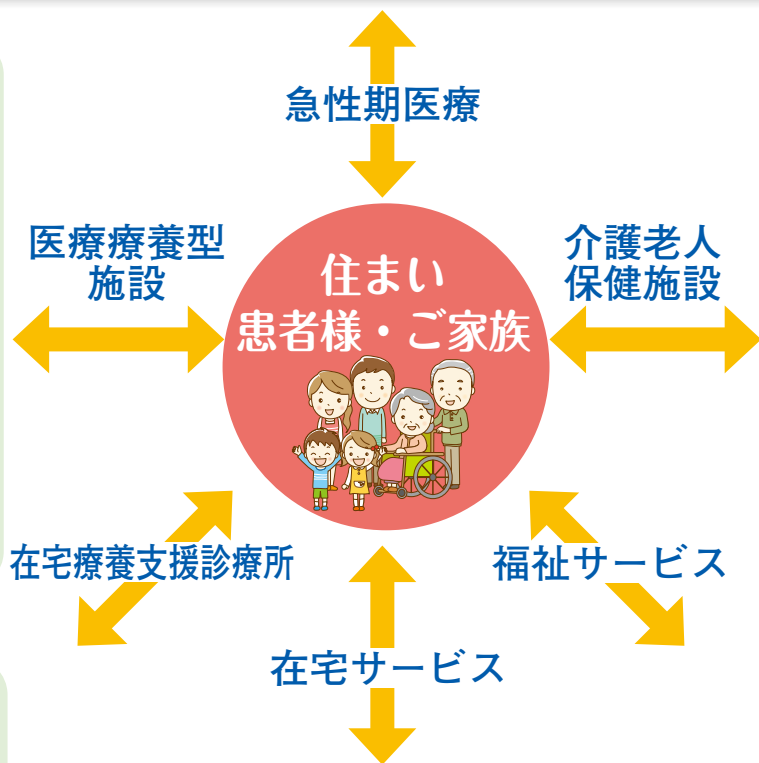 急性期医療
医療療養型
施設
介護老人
保健施設
住まい
患者様・ご家族
在宅療養支援診療所
福祉サービス
在宅サービス